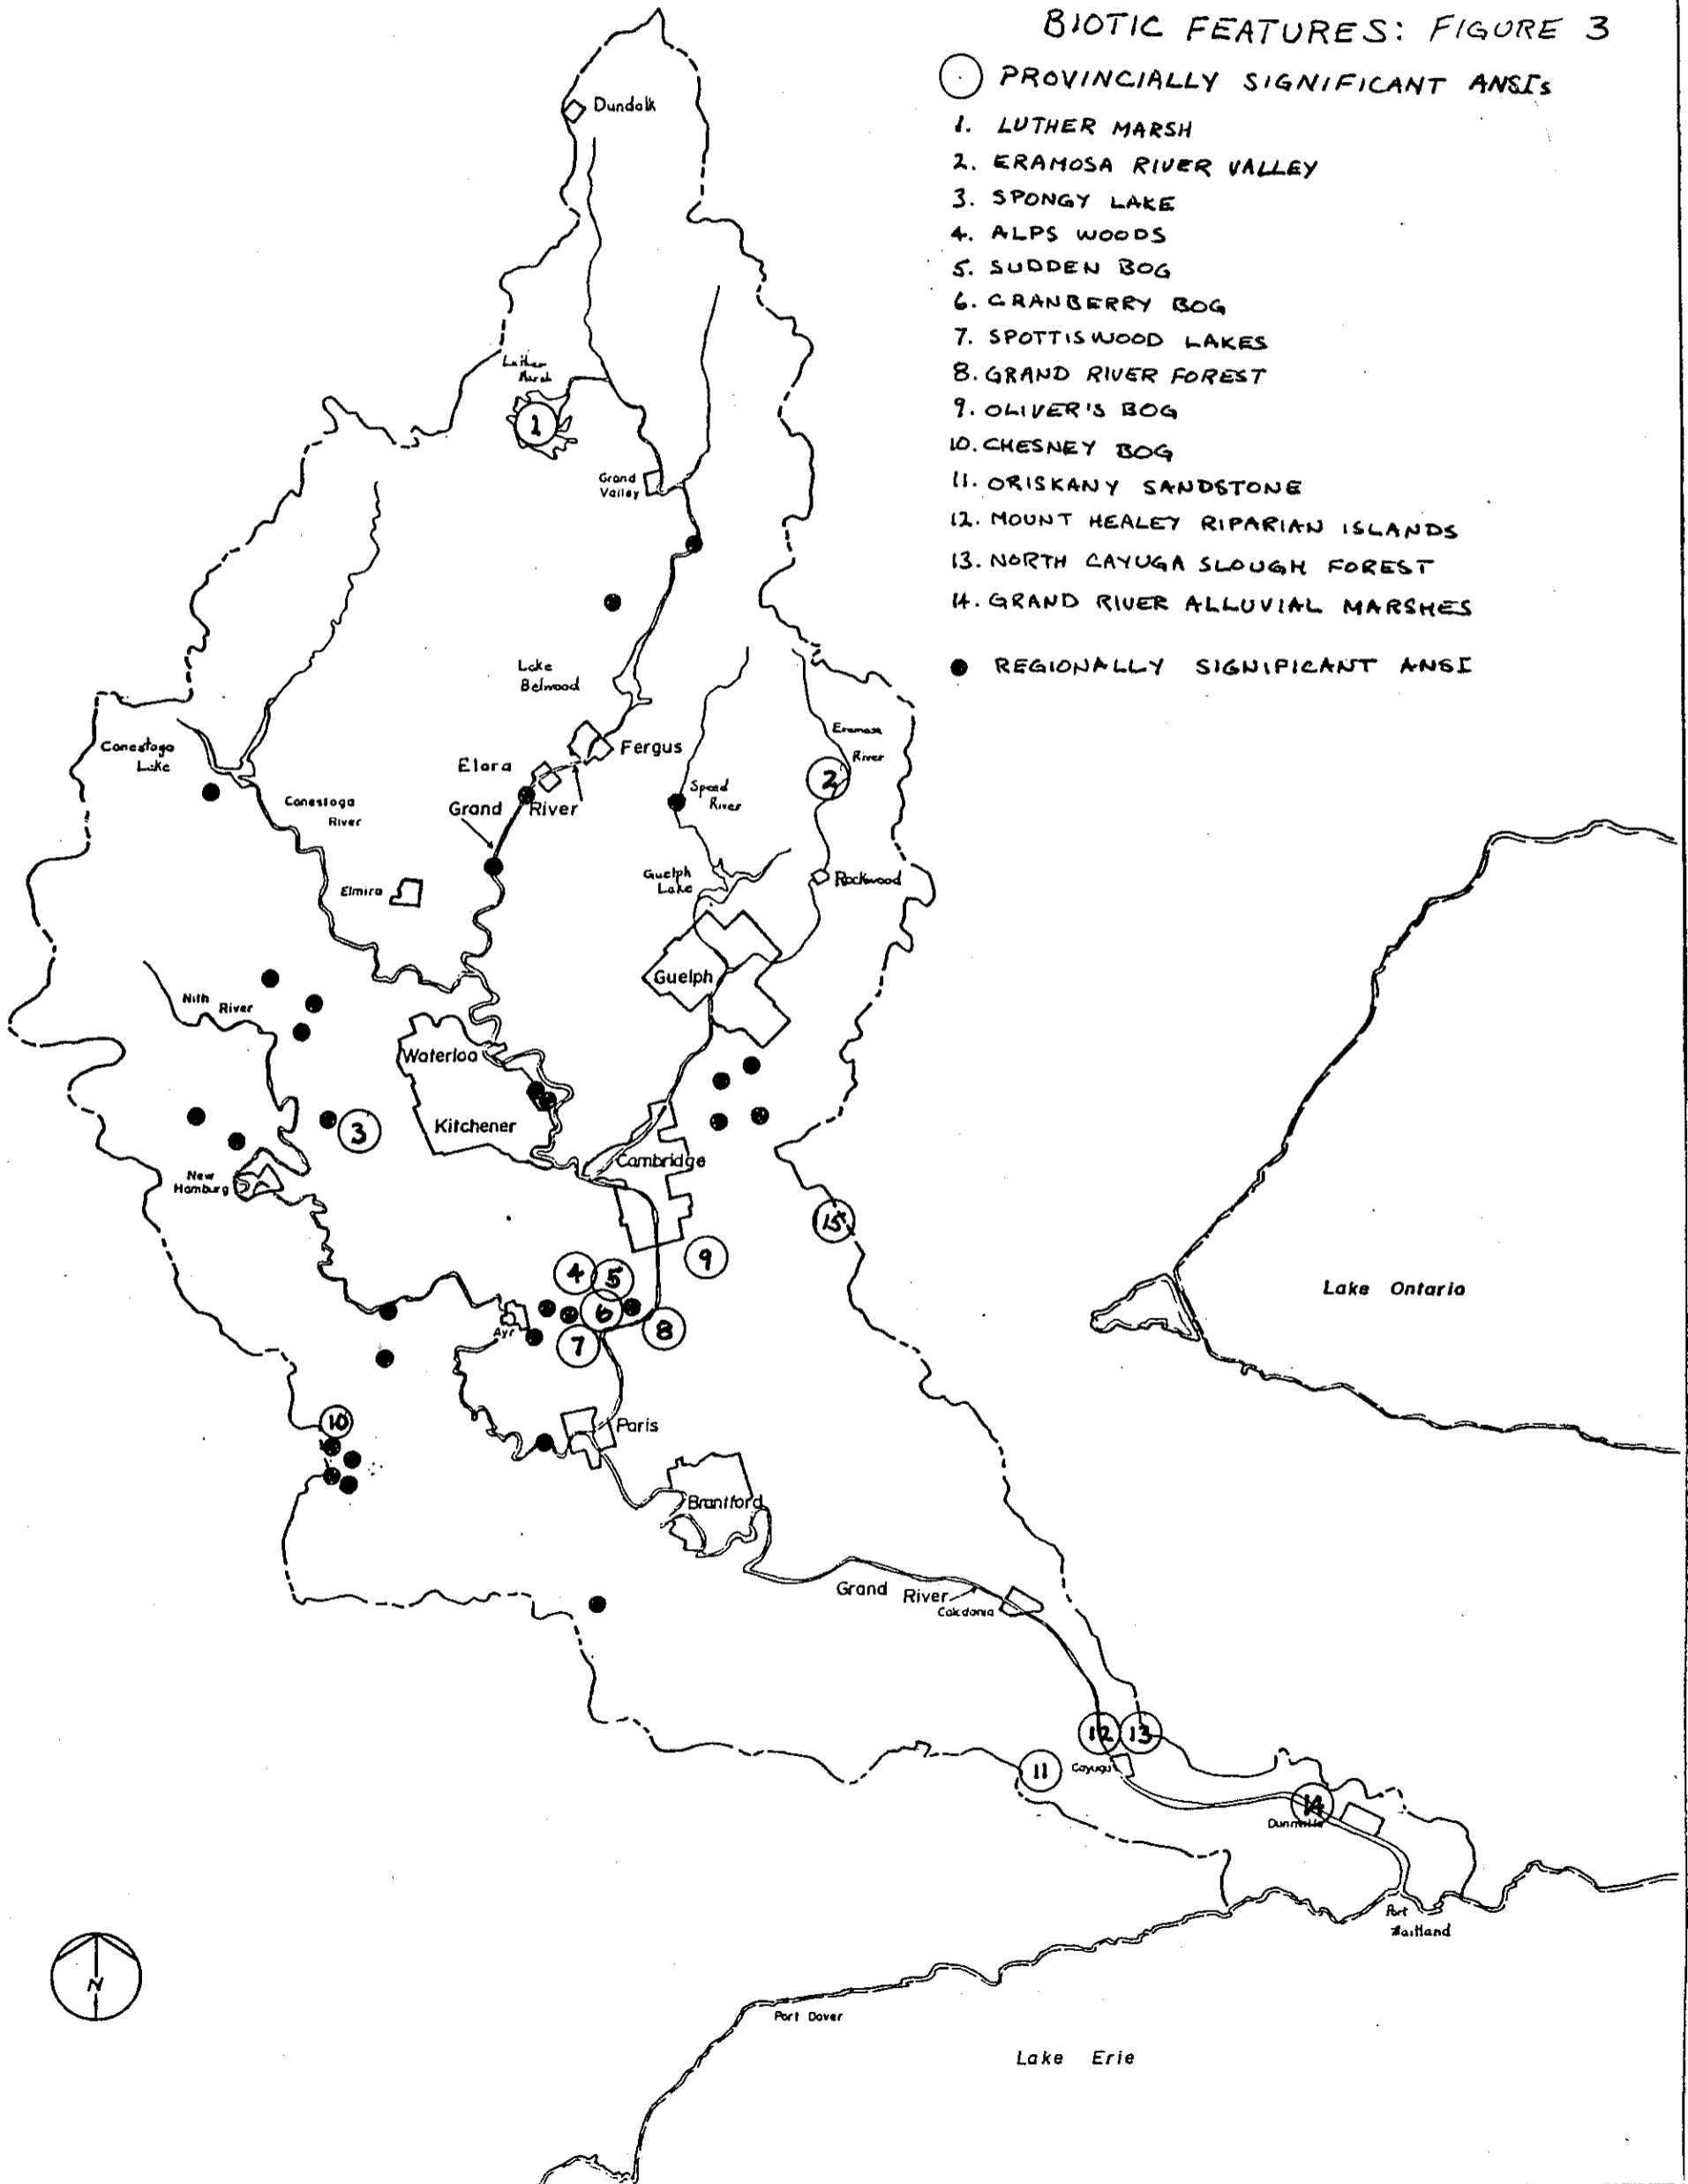 BIOTIC FEATURES: FIGURE 3
PROVINCIALLY SIGNIFICANT ANSIs
1. LUTHER MARSH
2. ERAMOSA RIVER VALLEY
3. SPONGY LAKE
4. ALPS WOODS
5. SUDDEN BOG
6. CRANBERRY BOG
7. SPOTTISWOOD LAKES
8. GRAND RIVER FOREST
9. OLIVER'S BOG
10. CHESNEY BOG
11. ORISKANY SANDSTONE
12. MOUNT HEALEY RIPARIAN ISLANDS
13. NORTH CAYUGA SLOUGH FOREST
14. GRAND RIVER ALLUVIAL MARSHES
REGIONALLY SIGNIFICANT ANSI
Dundalk
Luther
Marsh
1
Grand
Valley
Lake
Belwood
Fergus
Elora
Grand River
Conestogo
Lake
Conestoga
River
Elmira
Eramosa
River
2
Speed
River
Guelph
Lake
Rockwood
Guelph
Nith
River
Waterloo
Kitchener
3
New
Hamburg
Cambridge
15
9
4
5
6
7
8
Ayr
10
Paris
Brantford
Grand River
Caledonia
Lake Ontario
12
13
11
Cayuga
14
Dunnville
Port
Maitland
N
Port Dover
Lake Erie